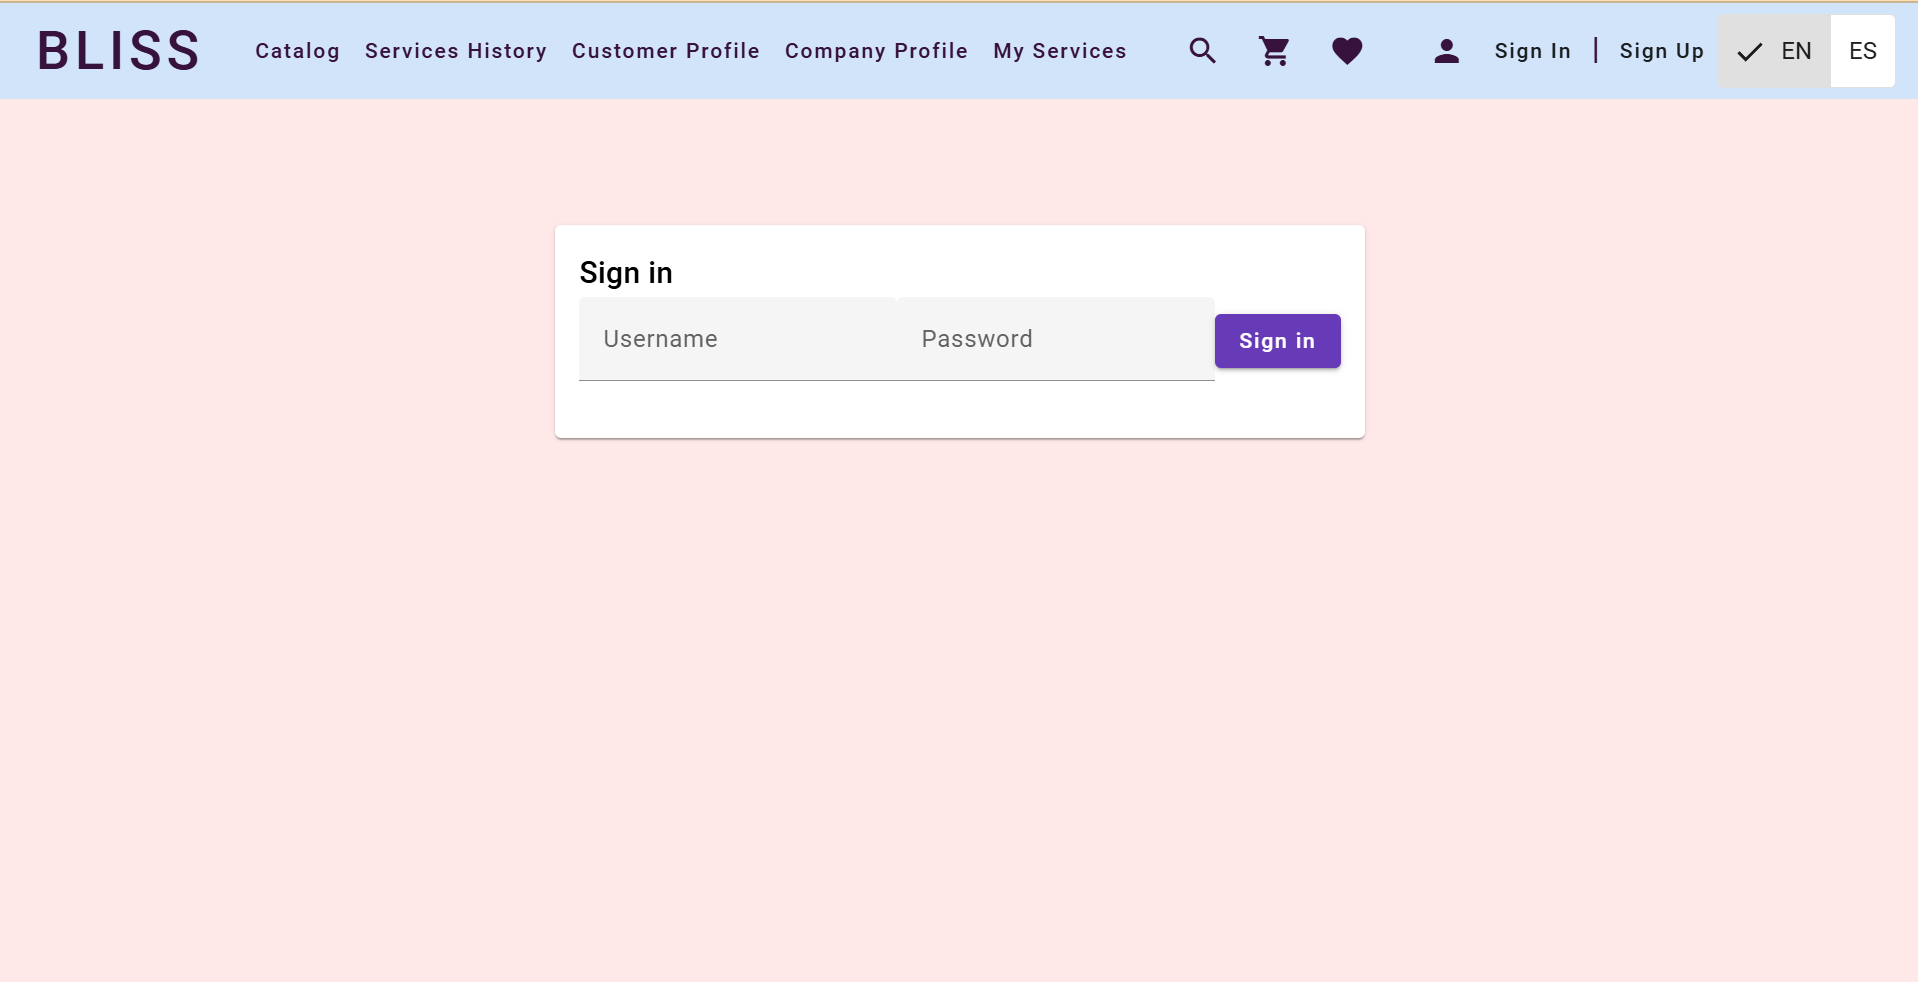 BLISS Catalog Services History Customer Profile Company Profile My Services Sign In | Sign Up EN ES
Sign in
Username Password Sign in